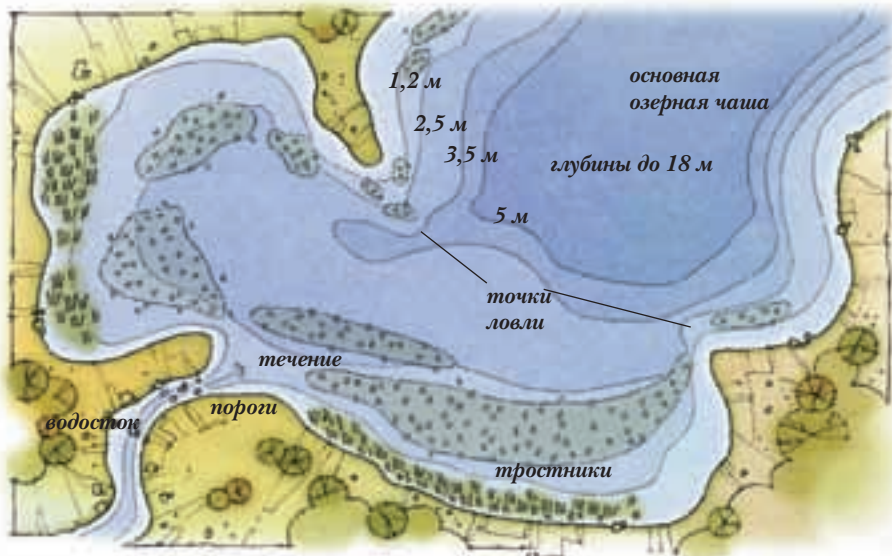 основная
озерная чаша
1,2 м
2,5 м
3,5 м
глубины до 18 м
5 м
точки
ловли
течение
пороги
водосток
тростники